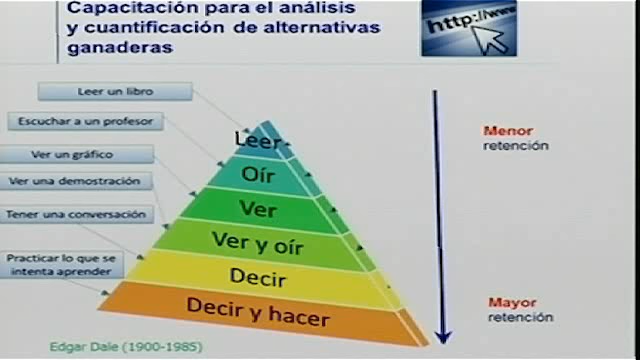 Capacitación para el análisis
y cuantificación de alternativas
ganaderas
http://www
Leer un libro
Escuchar a un profesor
Ver un gráfico
Ver una demostración
Tener una conversación
Practicar lo que se
intenta aprender
Leer
Oír
Ver
Ver y oír
Decir
Decir y hacer
Menor
retención
Mayor
retención
Edgar Dale (1900-1985)